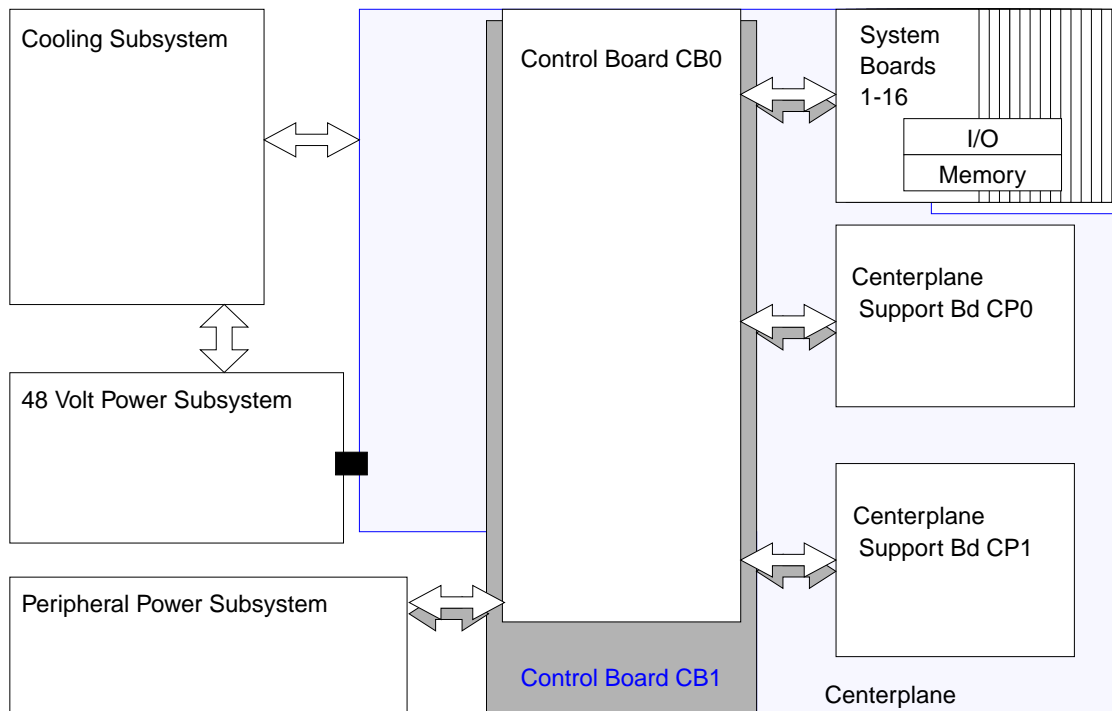 Cooling Subsystem
Control Board CB0
System
Boards
1-16
I/O
Memory
Centerplane
Support Bd CP0
48 Volt Power Subsystem
Centerplane
Support Bd CP1
Peripheral Power Subsystem
Control Board CB1
Centerplane